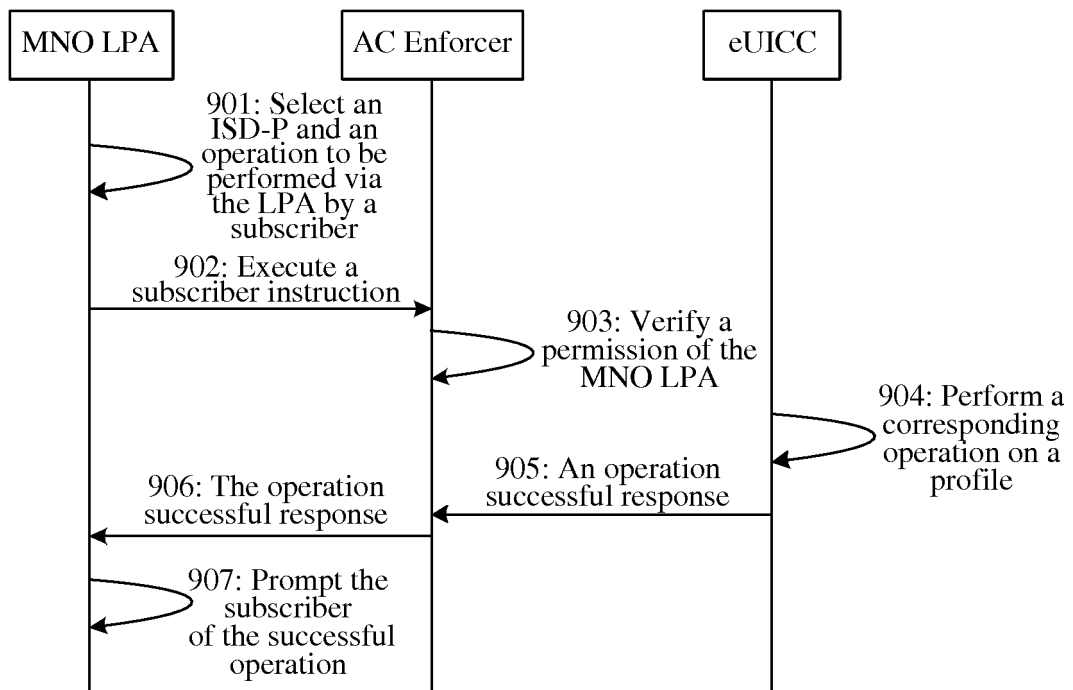 MNO LPA
AC Enforcer
eUICC
901: Select an
ISD-P and an
operation to be
performed via
the LPA by a
subscriber
902: Execute a
subscriber instruction
903: Verify a
permission of the
MNO LPA
904: Perform a
corresponding
operation on a
profile
905: An operation
successful response
906: The operation
successful response
907: Prompt the
subscriber
of the successful
operation